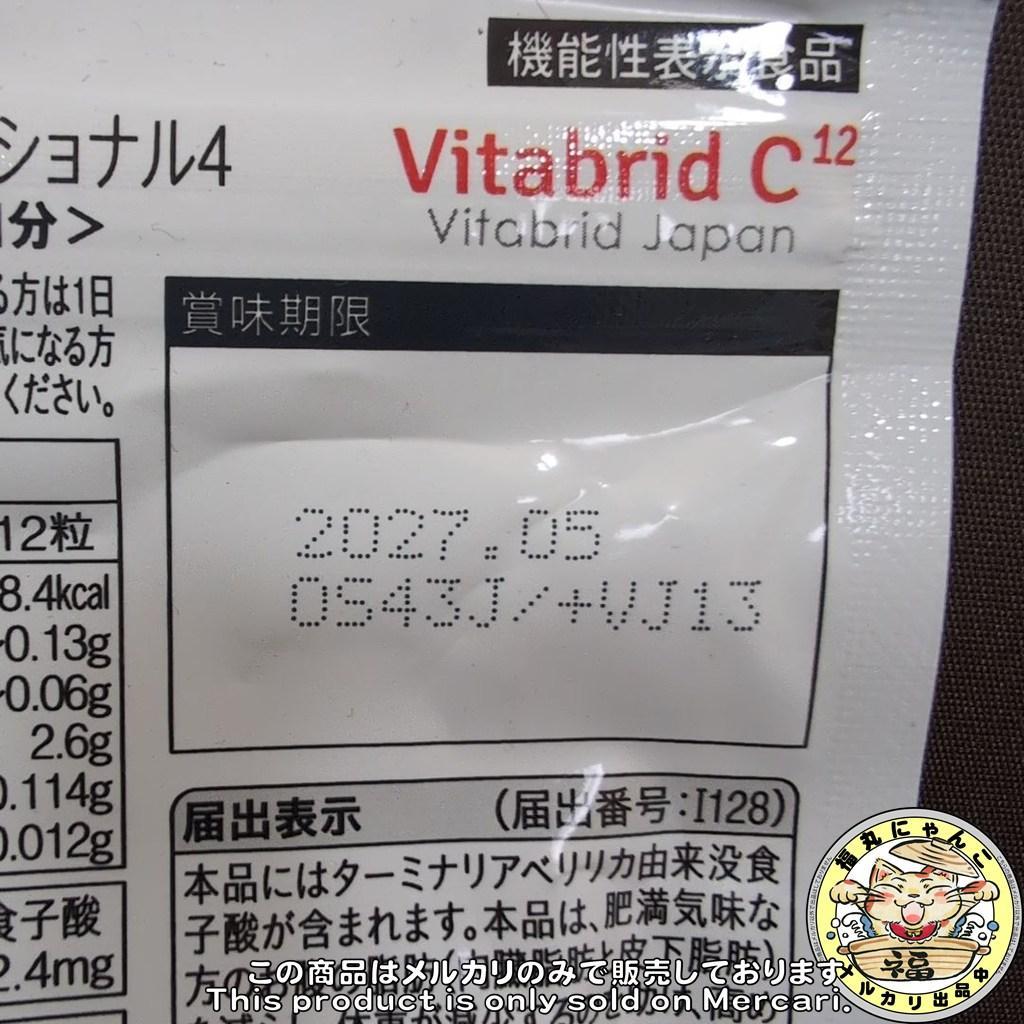 機能性表示食品
ショナル4
Vitabrid C12
分>
Vitabrid Japan
る方は1日
気になる方
ください。
賞味期限
2027.05
0S43J/+VJ13
12粒
8.4kcal
0.13g
0.06g
2.6g
0.114g
0.012g
食子酸
2.4mg
届出表示 (届出番号:I128)
本品にはターミナリアベリリカ由来没食
子酸が含まれます。本品は、肥満気味な
方の
と皮下脂肪)
この商品はメルカリのみで販売しております。
This product is only sold on Mercari.
福丸にゃんこ
福
メルカリ出品中